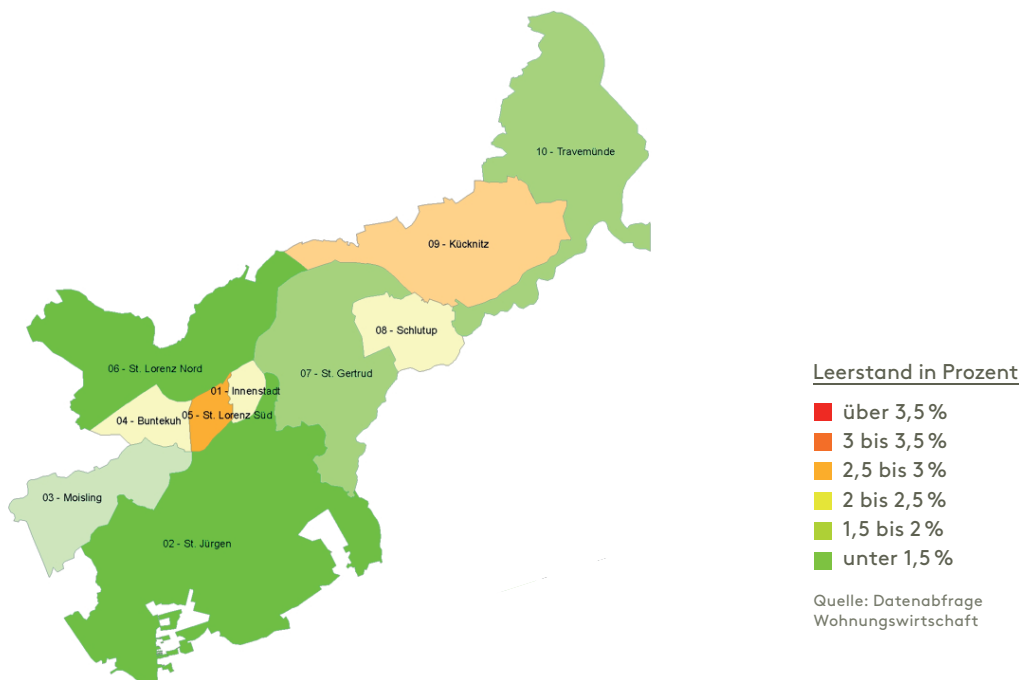 10 - Travemünde
09 - Kücknitz
08 - Schlutup
06 - St. Lorenz Nord
07 - St. Gertrud
01 - Innenstadt
05 - St. Lorenz Süd
04 - Buntekuh
03 - Moisling
02 - St. Jürgen
Leerstand in Prozent
über 3,5 %
3 bis 3,5 %
2,5 bis 3 %
2 bis 2,5 %
1,5 bis 2 %
unter 1,5 %
Quelle: Datenabfrage
Wohnungswirtschaft